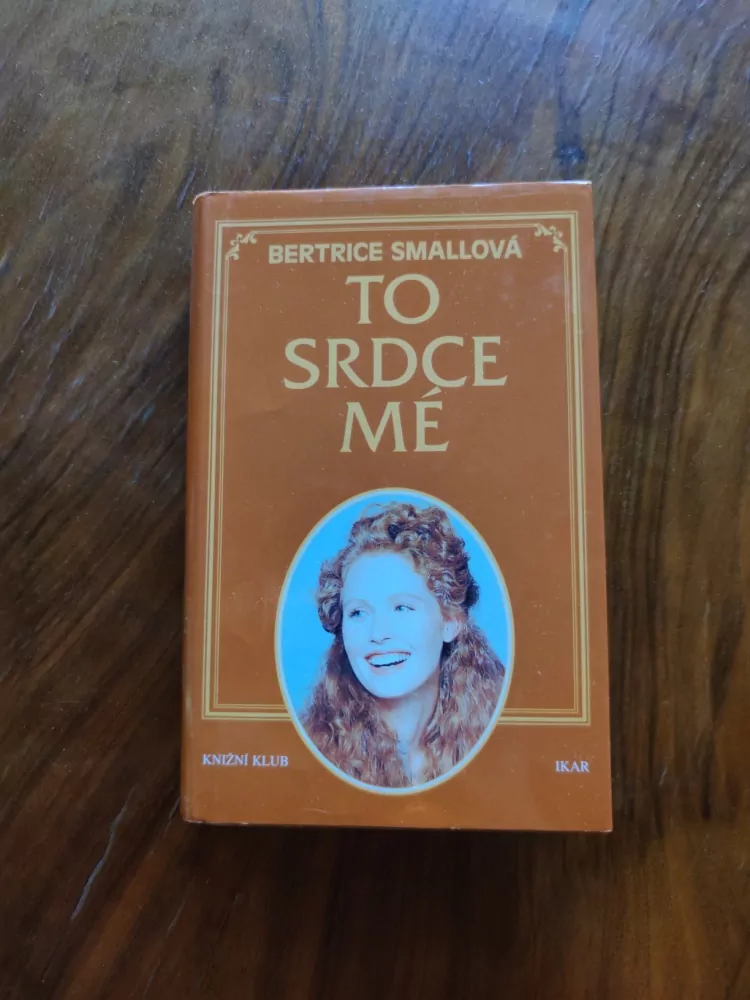 BERTRICE SMALLOVÁ
TO
SRDCE
MÉ
KNIŽNÍ KLUB
IKAR